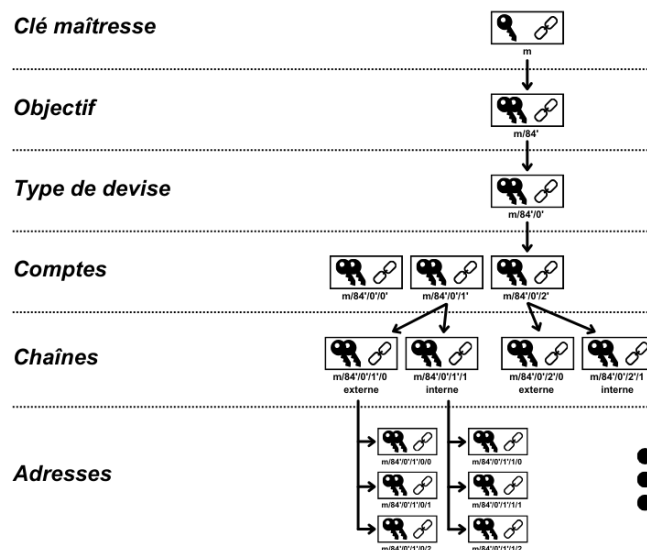 Clé maîtresse
m
Objectif
m/84'
Type de devise
m/84'/0'
Comptes
m/84'/0'/0'
m/84'/0'/1'
m/84'/0'/2'
Chaînes
m/84'/0'/1'/0
externe
m/84'/0'/1'/1
interne
m/84'/0'/2'/0
externe
m/84'/0'/2'/1
interne
Adresses
m/84'/0'/1'/0/0
m/84'/0'/1'/1/0
m/84'/0'/1'/0/1
m/84'/0'/1'/1/1
m/84'/0'/1'/0/2
m/84'/0'/1'/1/2